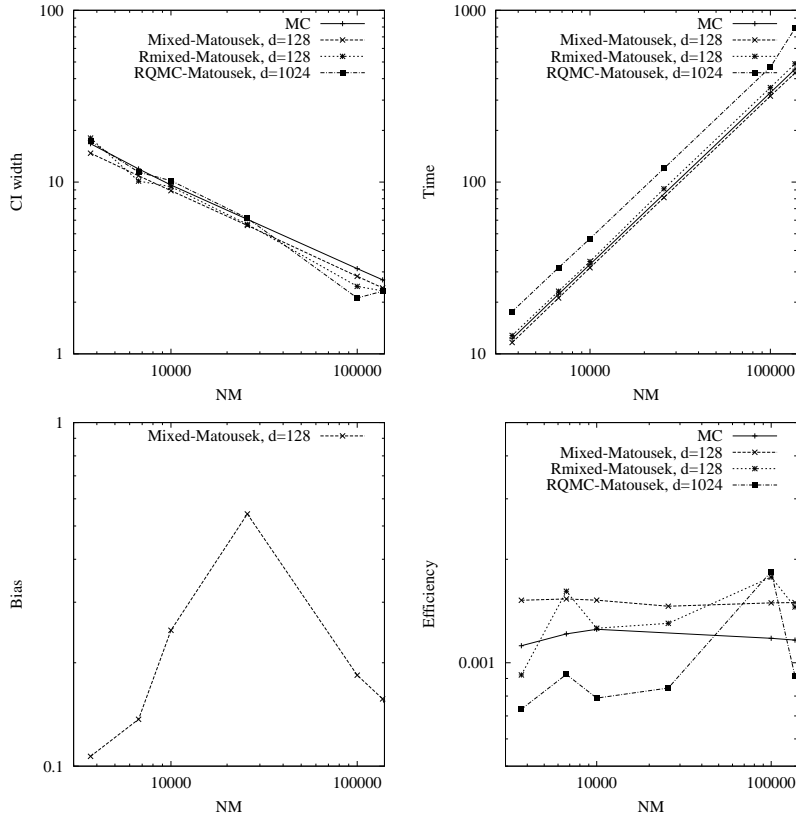 100
10
1
10000
100000
CI width
NM
MC
Mixed-Matousek, d=128
Rmixed-Matousek, d=128
RQMC-Matousek, d=1024
1000
100
10
10000
100000
Time
NM
MC
Mixed-Matousek, d=128
Rmixed-Matousek, d=128
RQMC-Matousek, d=1024
1
0.1
10000
100000
Bias
NM
Mixed-Matousek, d=128
0.001
10000
100000
Efficiency
NM
MC
Mixed-Matousek, d=128
Rmixed-Matousek, d=128
RQMC-Matousek, d=1024